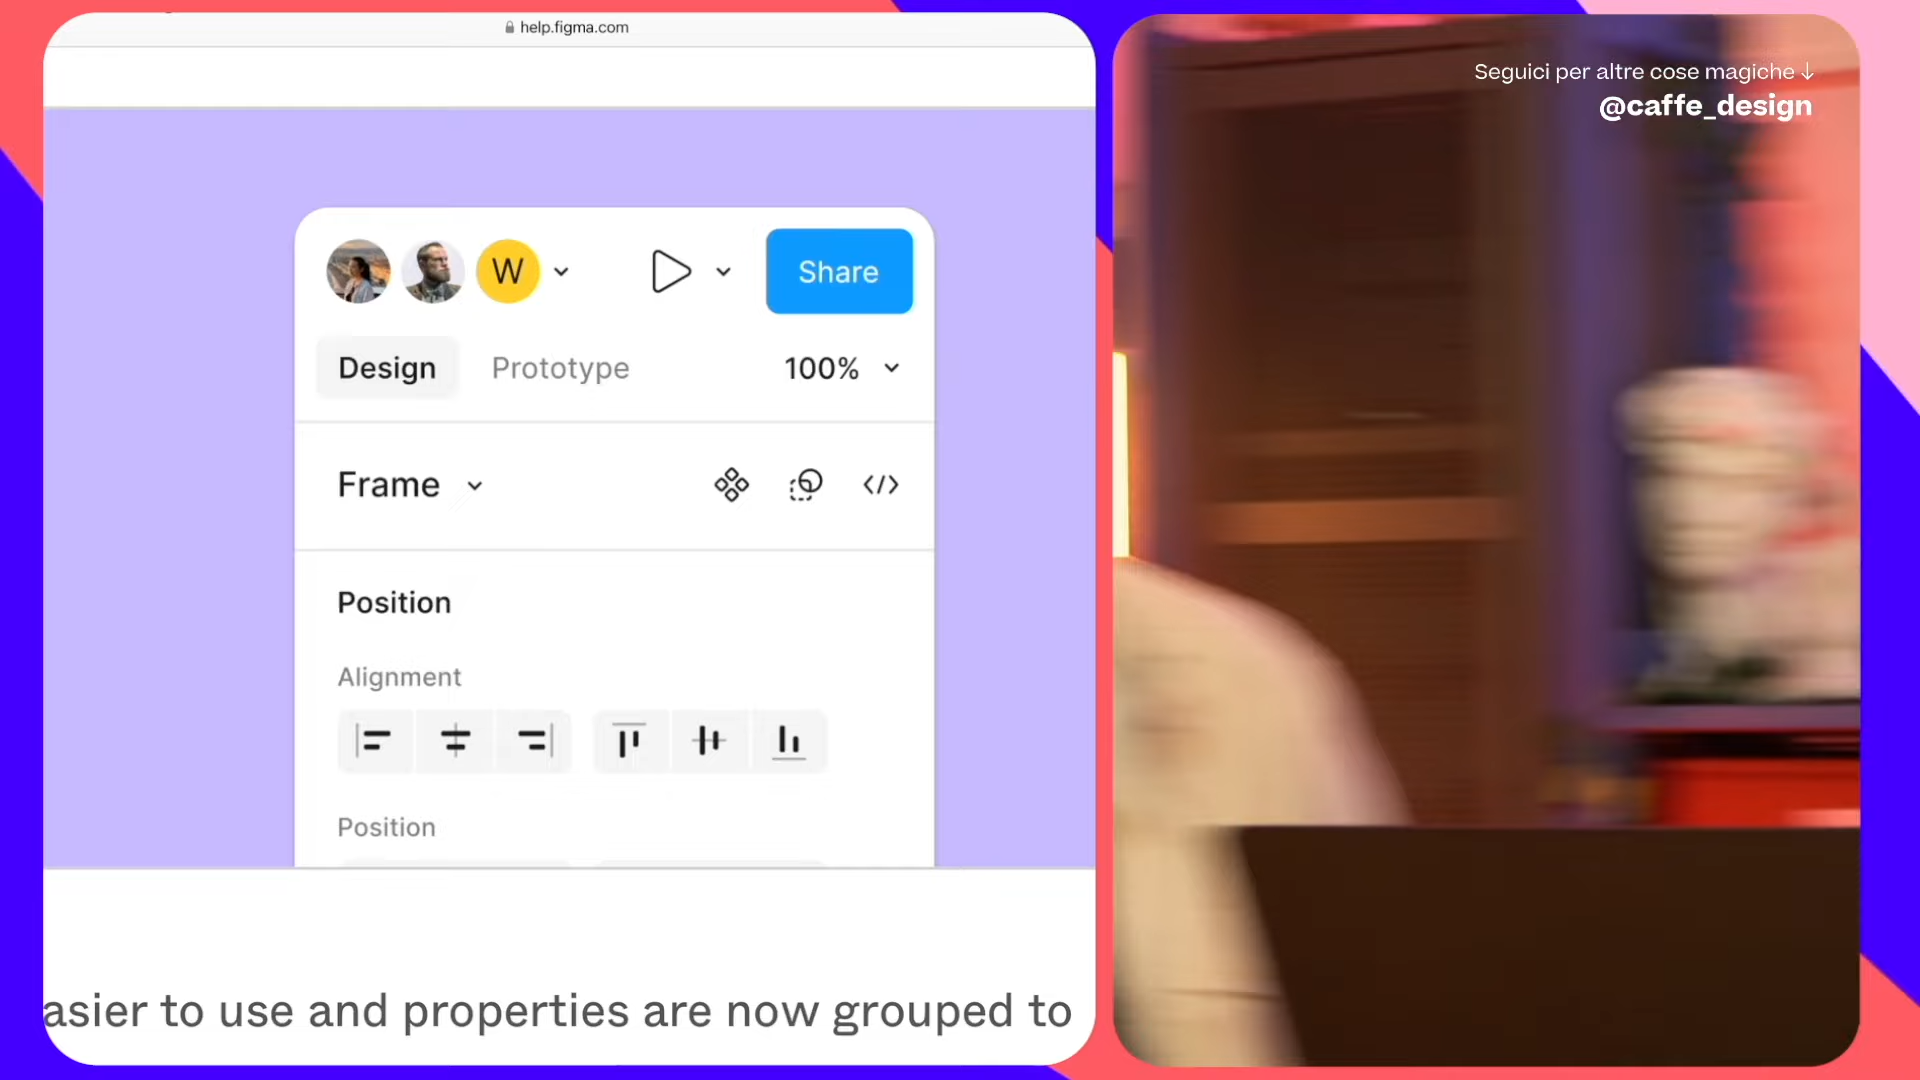 help.figma.com
W
Share
Design
Prototype
100%
Frame
Position
Alignment
Position
asier to use and properties are now grouped to
Seguici per altre cose magiche ↓
@caffe_design